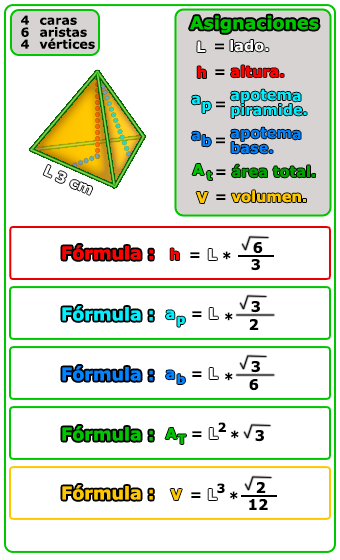 4 caras
6 aristas
4 vértices
Asignaciones
L = lado.
h = altura.
ap = apotema
piramide.
ab = apotema
base.
At = área total.
V = volumen.
L 3 cm
Fórmula : h = L * √6 / 3
Fórmula : ap = L * √3 / 2
Fórmula : ab = L * √3 / 6
Fórmula : AT = L² * √3
Fórmula : V = L³ * √2 / 12